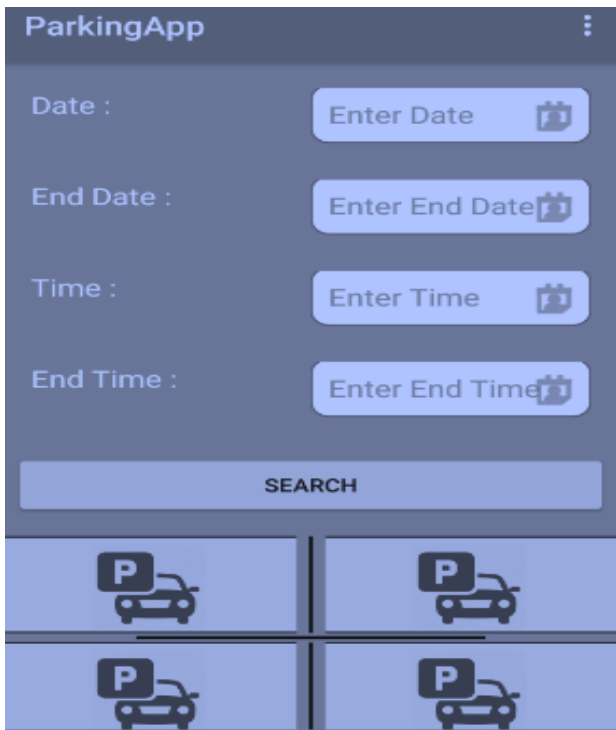 ParkingApp
Date : Enter Date
End Date : Enter End Date
Time : Enter Time
End Time : Enter End Time
SEARCH
P P
P P